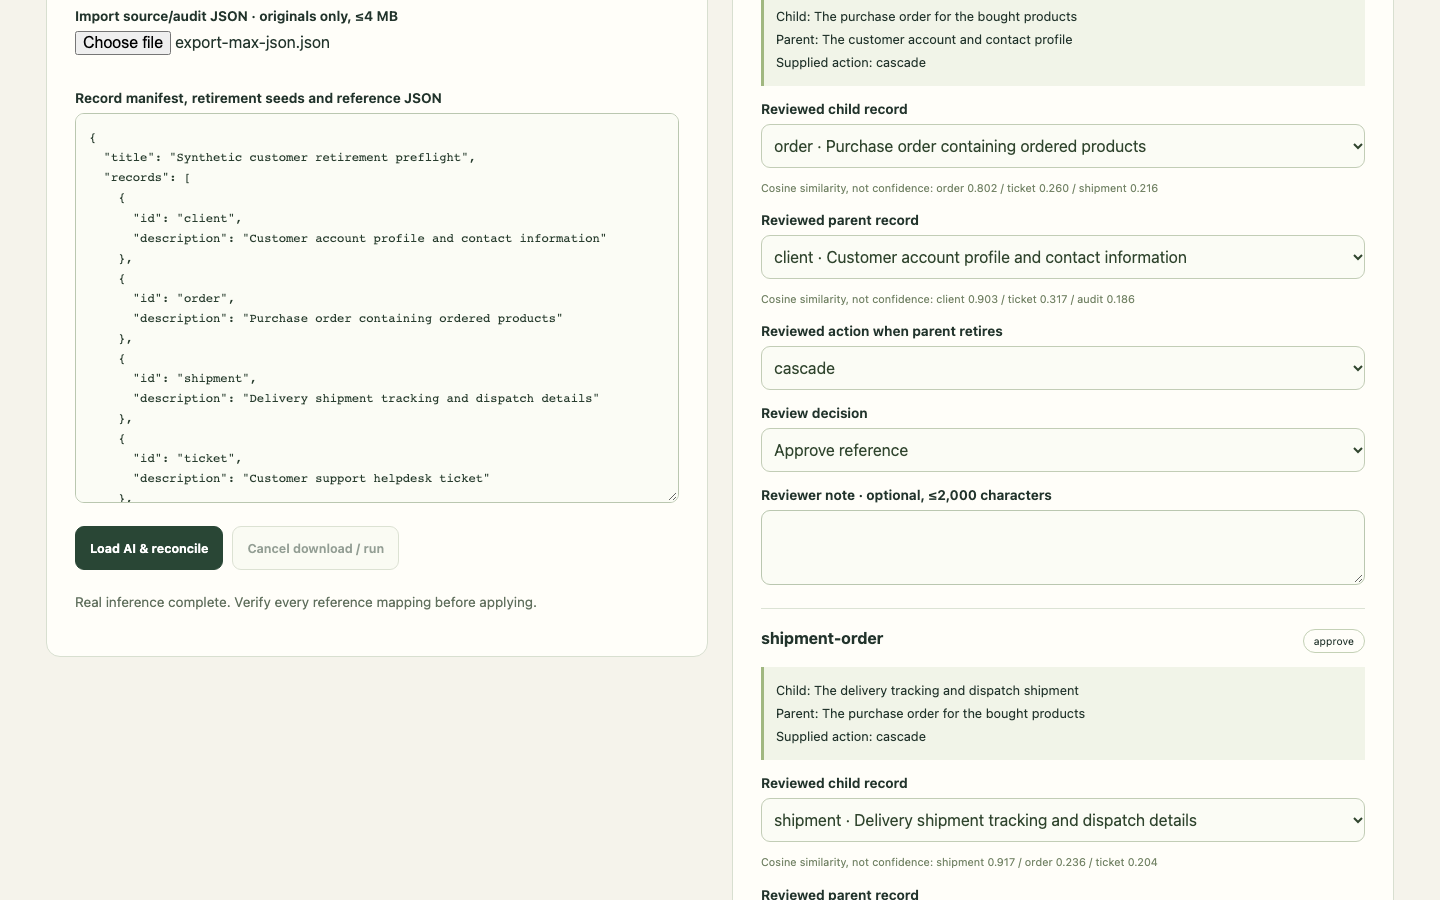 Import source/audit JSON · originals only, ≤4 MB
Choose file export-max-json.json
Record manifest, retirement seeds and reference JSON
{
  "title": "Synthetic customer retirement preflight",
  "records": [
    {
      "id": "client",
      "description": "Customer account profile and contact information"
    },
    {
      "id": "order",
      "description": "Purchase order containing ordered products"
    },
    {
      "id": "shipment",
      "description": "Delivery shipment tracking and dispatch details"
    },
    {
      "id": "ticket",
      "description": "Customer support helpdesk ticket"
    },
Load AI & reconcile
Cancel download / run
Real inference complete. Verify every reference mapping before applying.
Child: The purchase order for the bought products
Parent: The customer account and contact profile
Supplied action: cascade
Reviewed child record
order · Purchase order containing ordered products
Cosine similarity, not confidence: order 0.802 / ticket 0.260 / shipment 0.216
Reviewed parent record
client · Customer account profile and contact information
Cosine similarity, not confidence: client 0.903 / ticket 0.317 / audit 0.186
Reviewed action when parent retires
cascade
Review decision
Approve reference
Reviewer note · optional, ≤2,000 characters
shipment-order
approve
Child: The delivery tracking and dispatch shipment
Parent: The purchase order for the bought products
Supplied action: cascade
Reviewed child record
shipment · Delivery shipment tracking and dispatch details
Cosine similarity, not confidence: shipment 0.917 / order 0.236 / ticket 0.204
Reviewed parent record